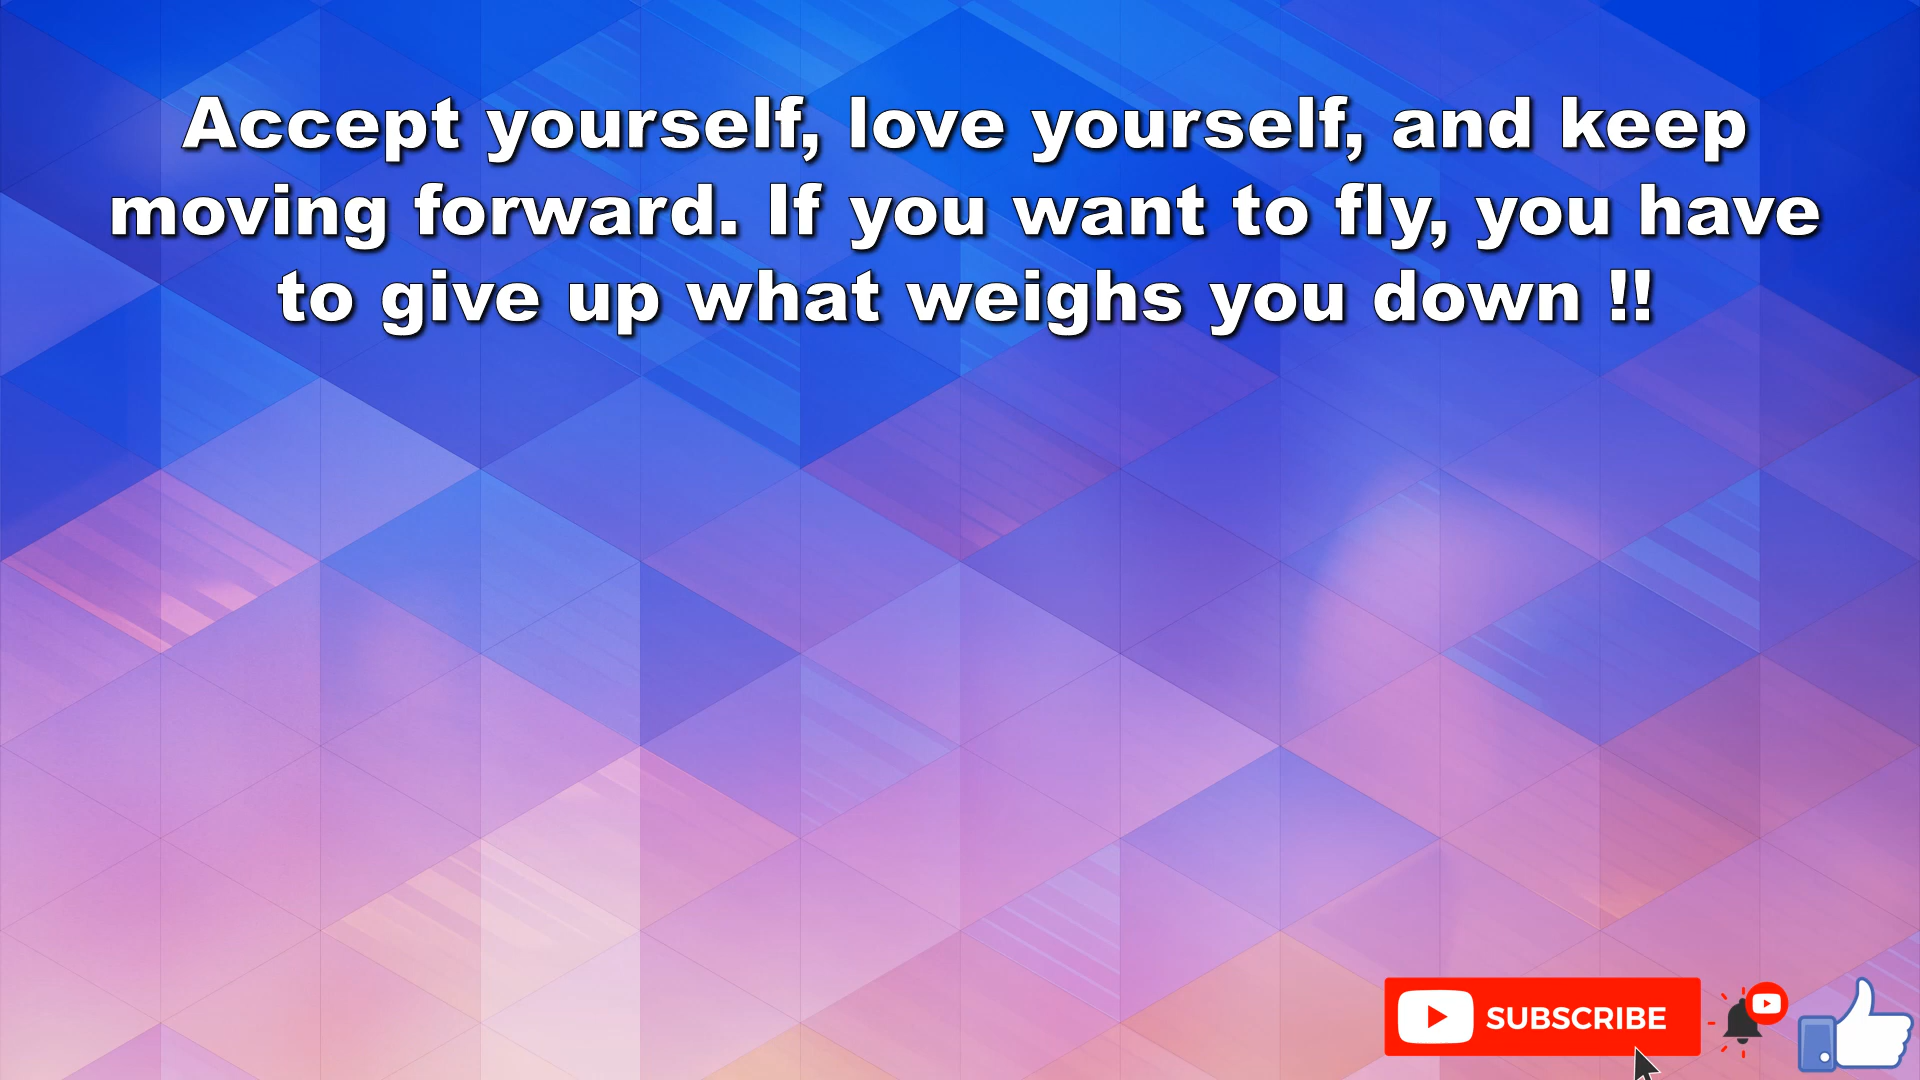 Accept yourself, love yourself, and keep
moving forward. If you want to fly, you have
to give up what weighs you down !!
SUBSCRIBE